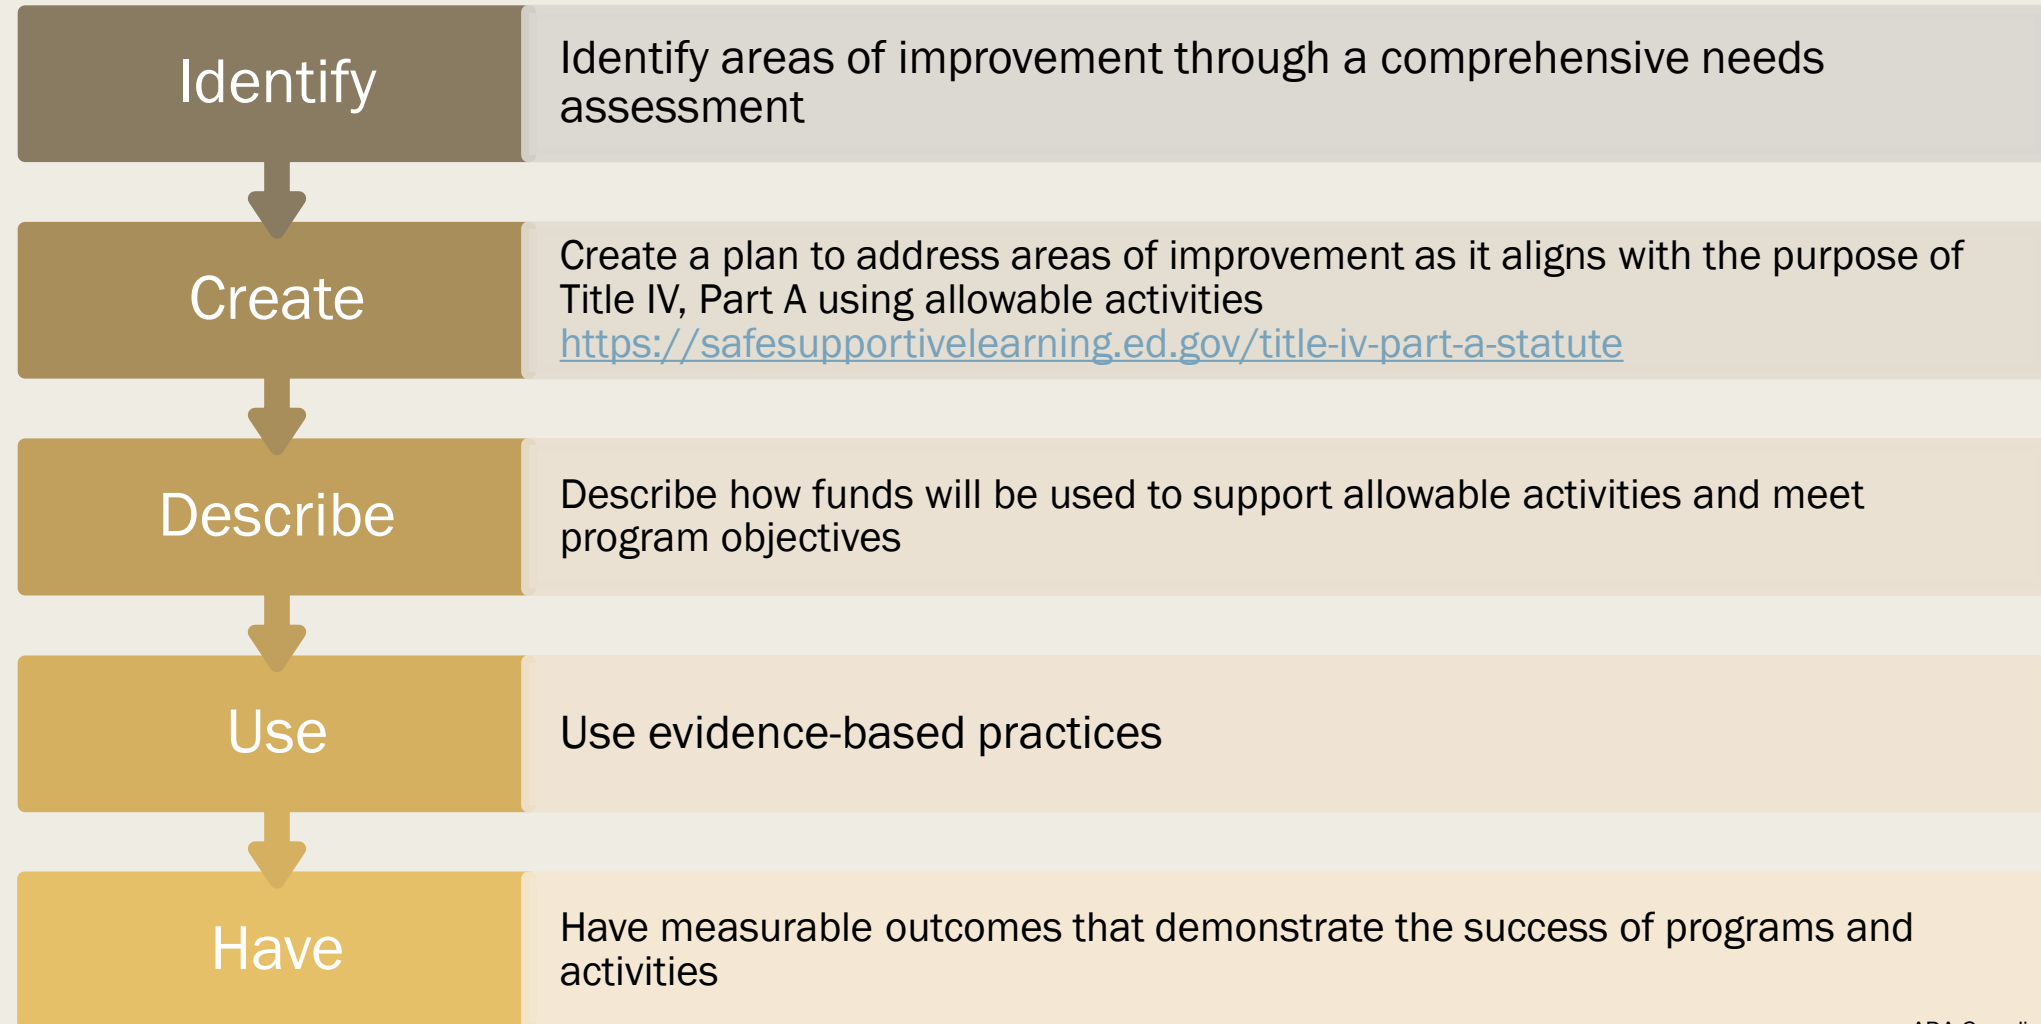 Identify
Identify areas of improvement through a comprehensive needs
assessment
Create
Create a plan to address areas of improvement as it aligns with the purpose of
Title IV, Part A using allowable activities
https://safesupportivelearning.ed.gov/title-iv-part-a-statute
Describe
Describe how funds will be used to support allowable activities and meet
program objectives
Use
Use evidence-based practices
Have
Have measurable outcomes that demonstrate the success of programs and
activities